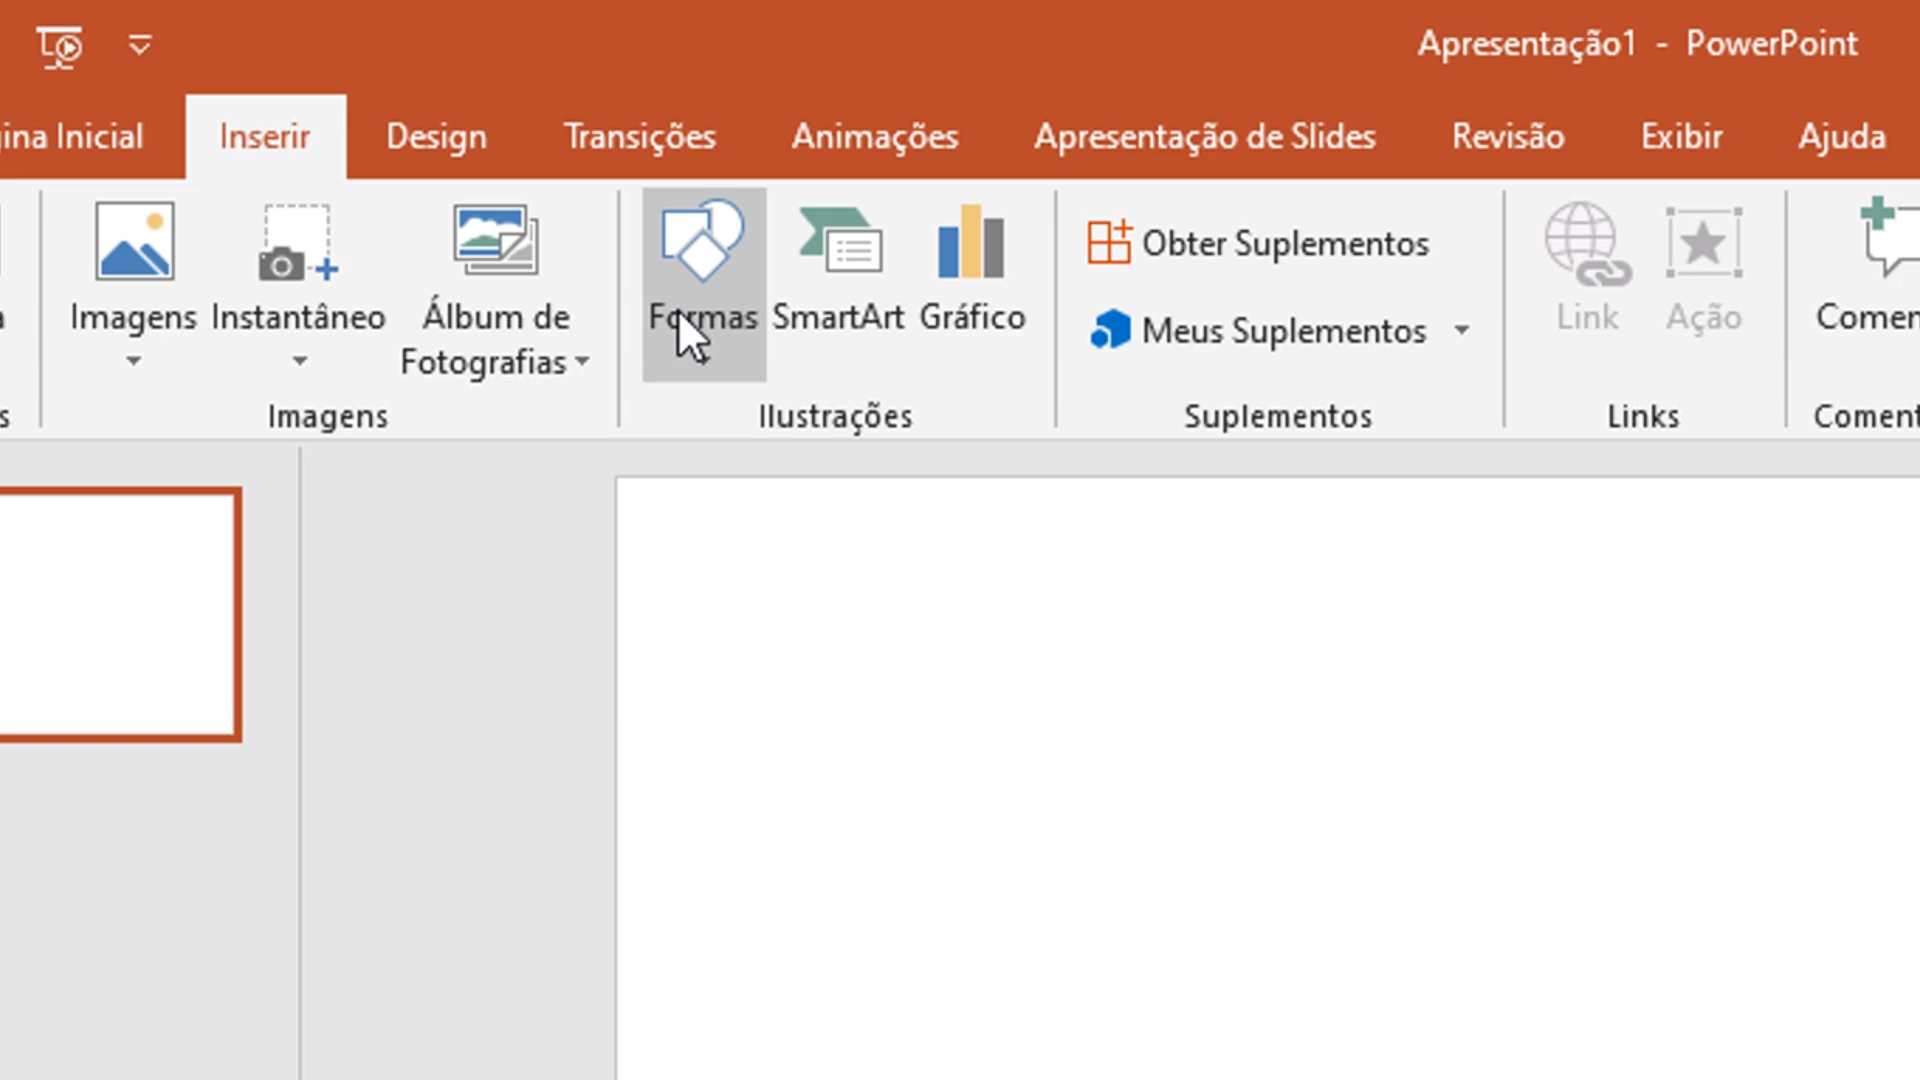 Apresentação1 - PowerPoint
Inicial Inserir Design Transições Animações Apresentação de Slides Revisão Exibir Ajuda
Imagens Instantâneo Álbum de Fotografias Formas SmartArt Gráfico
Obter Suplementos
Meus Suplementos
Link Ação
Imagens Ilustrações Suplementos Links